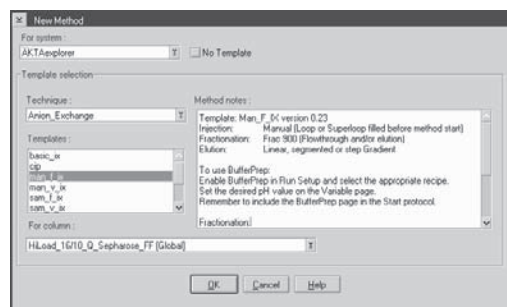 New Method
For system :
AKTAexplorer
No Template
Template selection
Technique :
Anion_Exchange
Templates :
basic_ix
cip
man_f_ix
man_v_ix
sam_f_ix
sam_v_ix
Method notes :
Template: Man_F_IX version 0.23
Injection: Manual (Loop or Superloop filled before method start)
Fractionation: Frac 900 (Flowthrough and/or elution)
Elution: Linear, segmented or step Gradient
To use BufferPrep:
Enable BufferPrep in Run Setup and select the appropriate recipe.
Set the desired pH value on the Variable page.
Remember to include the BufferPrep page in the Start protocol.
Fractionation:
For column :
HiLoad_16/10_Q_Sepharose_FF (Global)
OK Cancel Help